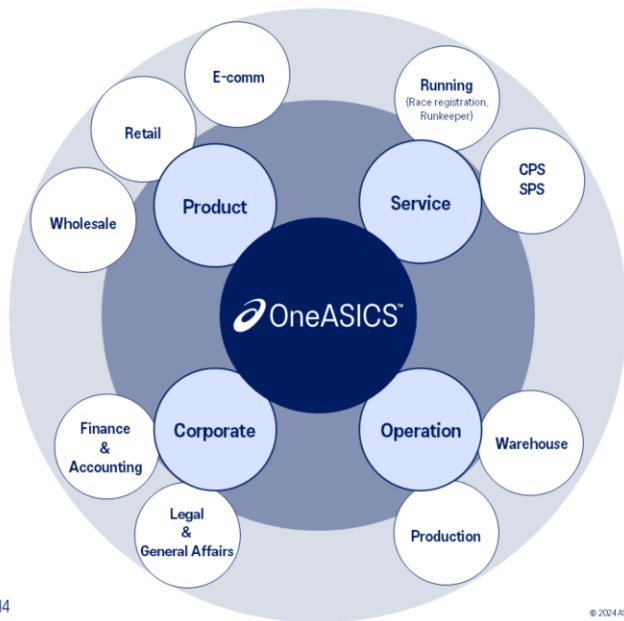 E-comm
Running
(Race registration,
Runkeeper)
Retail
CPS
SPS
Product
Service
Wholesale
OneASICS™
Corporate
Operation
Finance
&
Accounting
Warehouse
Legal
&
General Affairs
Production
14
© 2024 AS